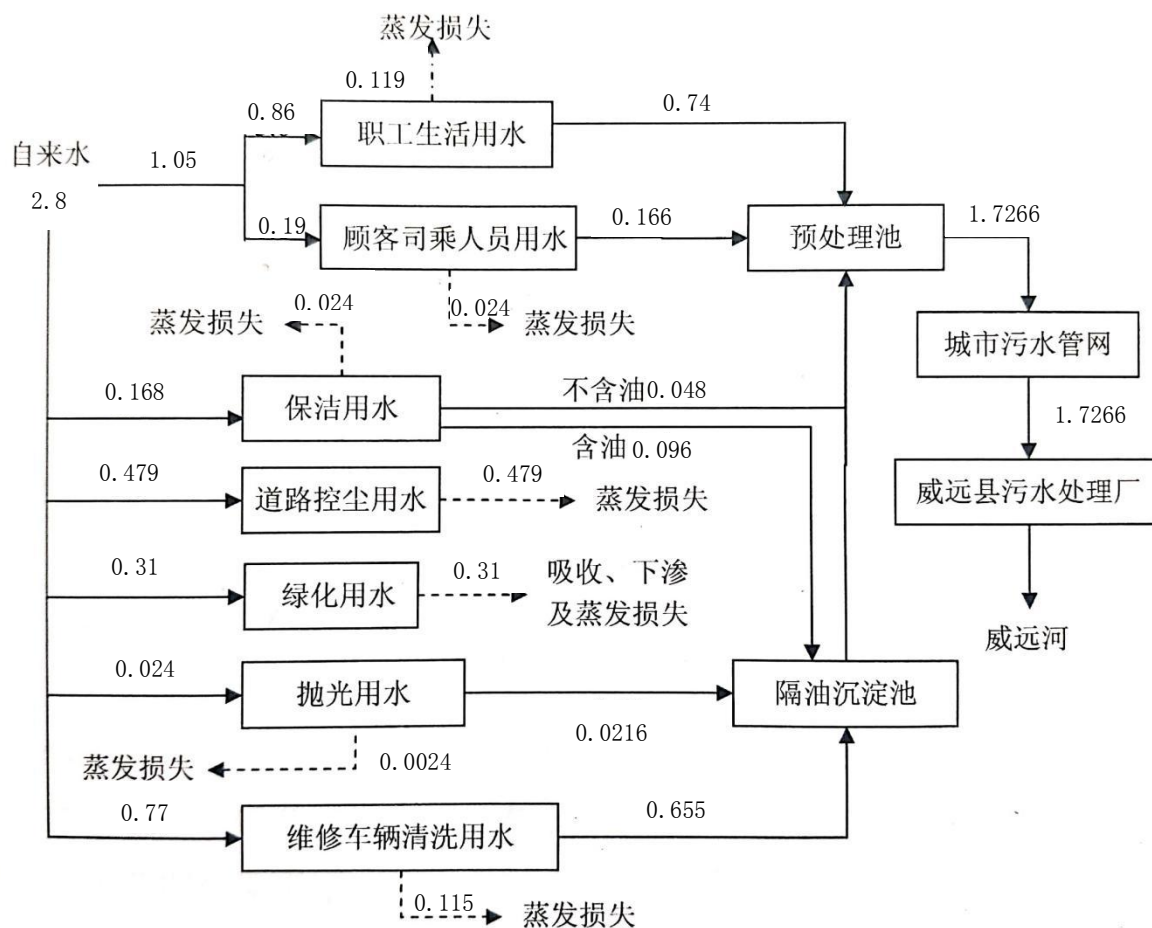 蒸发损失
0.119
0.86
职工生活用水
0.74
自来水
2.8
1.05
0.19
顾客司乘人员用水
0.166
预处理池
1.7266
0.024
蒸发损失
0.024
蒸发损失
城市污水管网
0.168
保洁用水
不含油0.048
含油 0.096
1.7266
0.479
道路控尘用水
0.479
蒸发损失
威远县污水处理厂
0.31
绿化用水
0.31
吸收、下渗
及蒸发损失
威远河
0.024
抛光用水
0.0216
隔油沉淀池
蒸发损失
0.0024
0.77
维修车辆清洗用水
0.655
0.115
蒸发损失